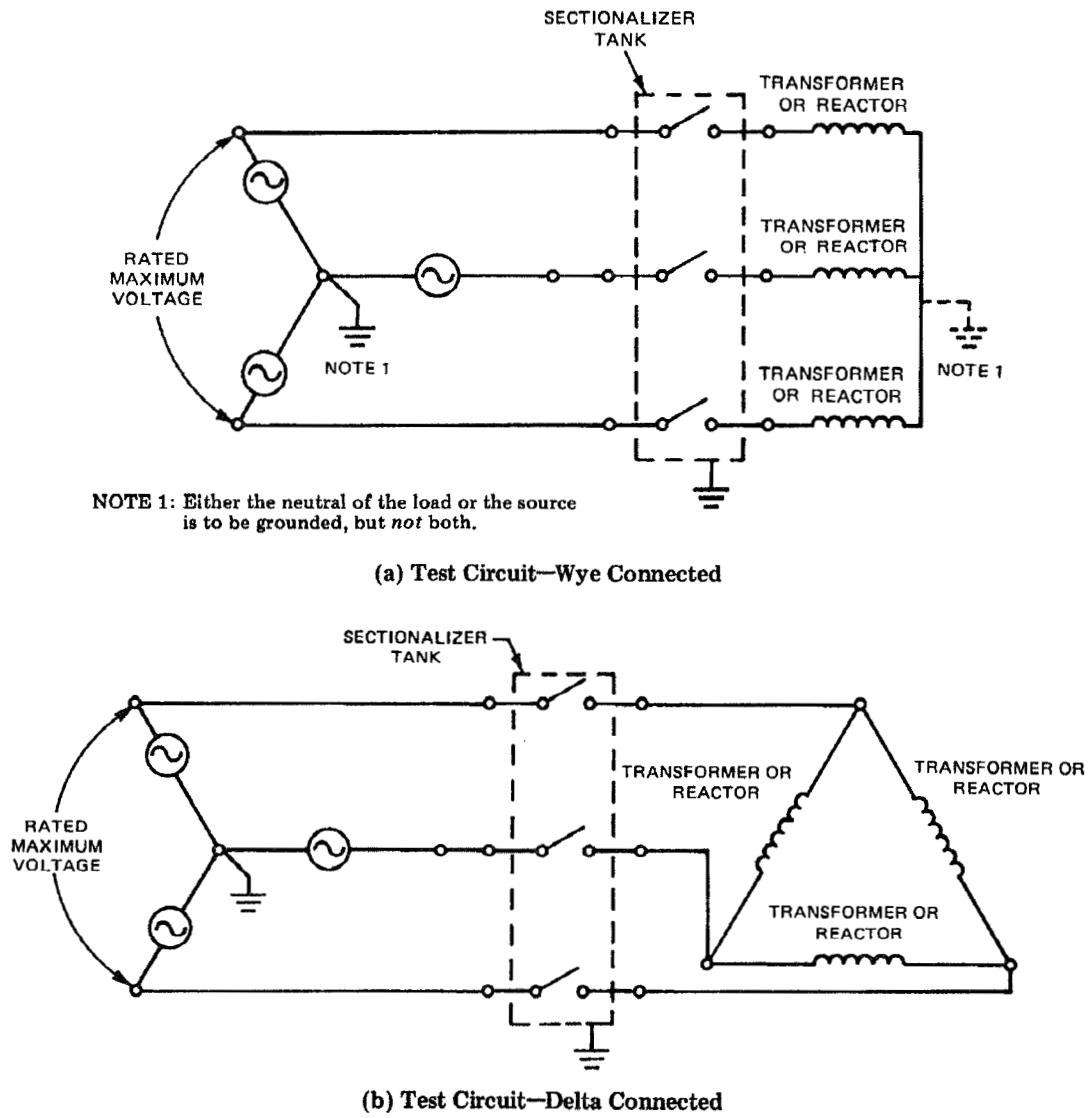 SECTIONALIZER
TANK
TRANSFORMER
OR REACTOR
TRANSFORMER
OR REACTOR
RATED
MAXIMUM
VOLTAGE
NOTE 1
NOTE 1
TRANSFORMER
OR REACTOR
NOTE 1: Either the neutral of the load or the source
is to be grounded, but not both.
(a) Test Circuit—Wye Connected
SECTIONALIZER
TANK
TRANSFORMER OR
REACTOR
TRANSFORMER OR
REACTOR
RATED
MAXIMUM
VOLTAGE
TRANSFORMER OR
REACTOR
(b) Test Circuit—Delta Connected